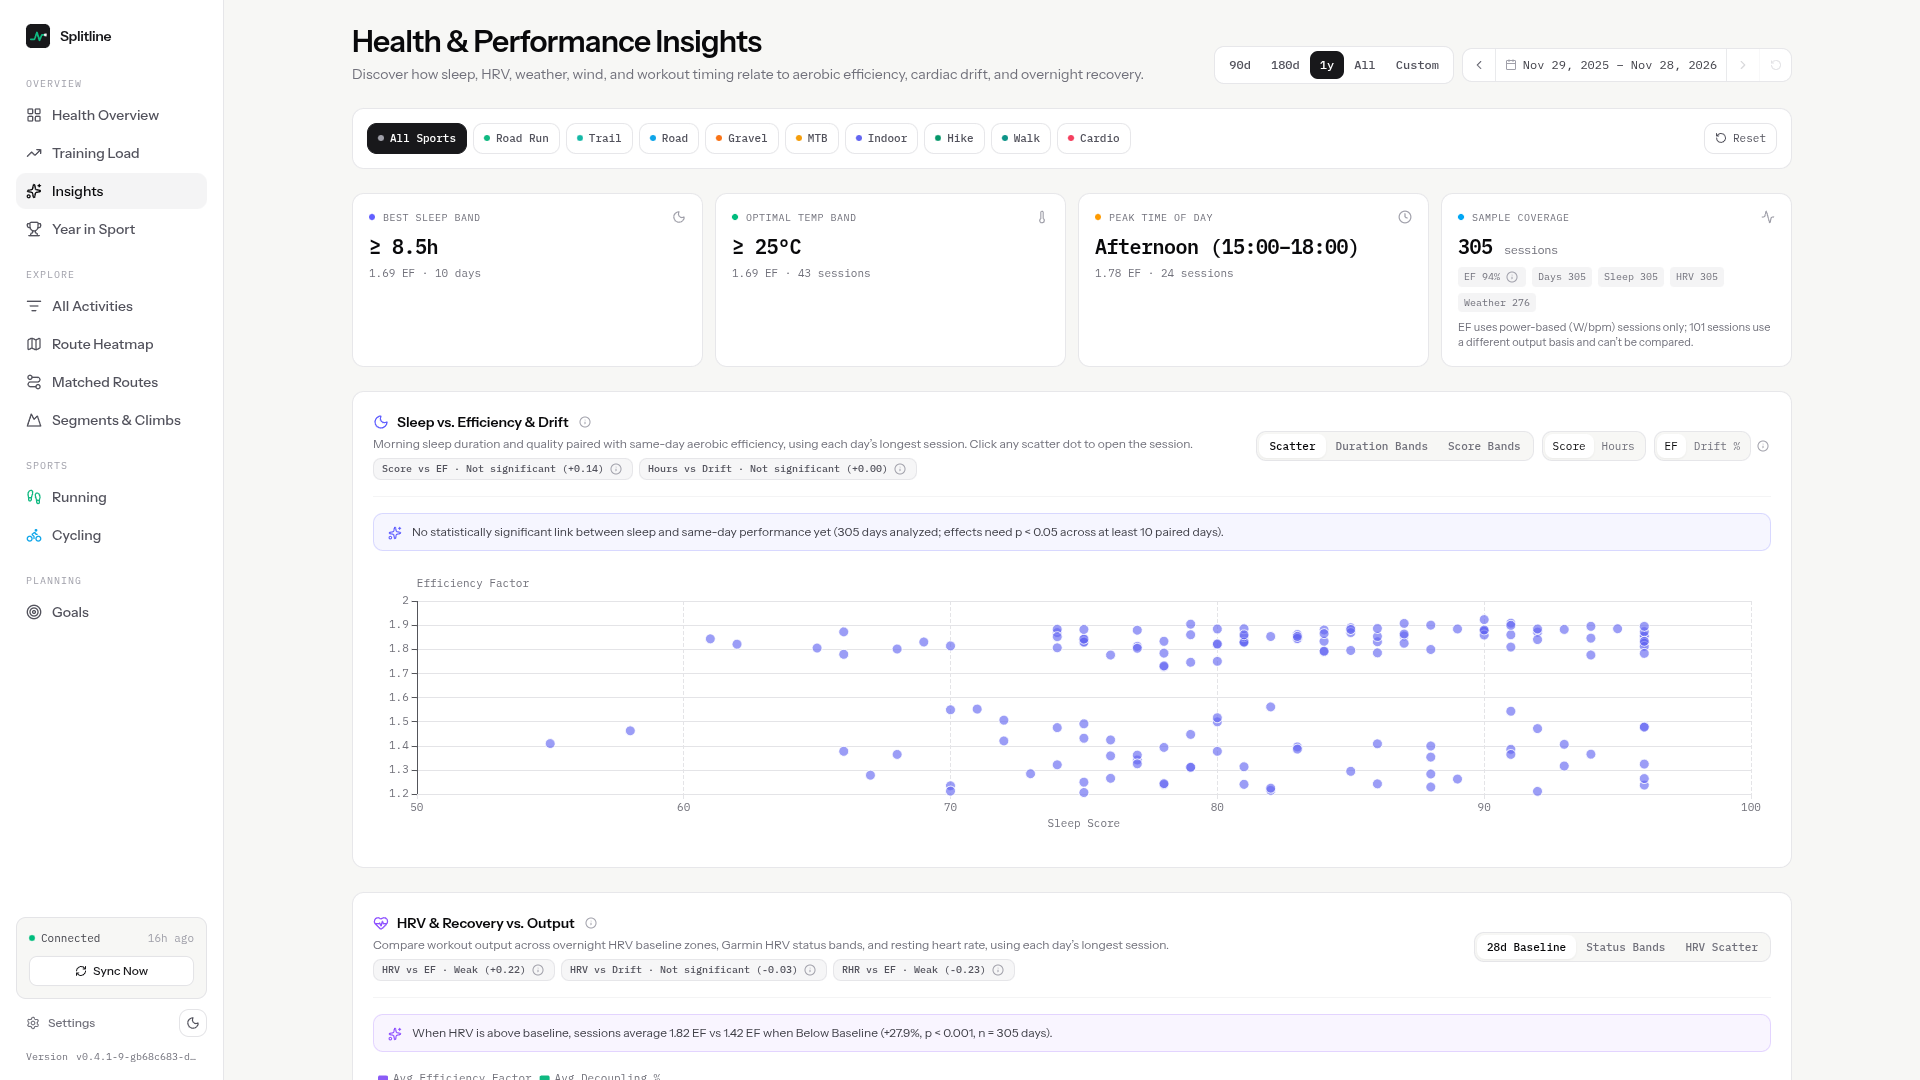 Splitline
OVERVIEW
Health Overview
Training Load
Insights
Year in Sport
EXPLORE
All Activities
Route Heatmap
Matched Routes
Segments & Climbs
SPORTS
Running
Cycling
PLANNING
Goals
Connected
16h ago
Sync Now
Settings
Version v0.4.1-9-gb68c683-d…
Health & Performance Insights
Discover how sleep, HRV, weather, wind, and workout timing relate to aerobic efficiency, cardiac drift, and overnight recovery.
90d 180d 1y All Custom
Nov 29, 2025 – Nov 28, 2026
All Sports Road Run Trail Road Gravel MTB Indoor Hike Walk Cardio
Reset
BEST SLEEP BAND
≥ 8.5h
1.69 EF · 10 days
OPTIMAL TEMP BAND
≥ 25°C
1.69 EF · 43 sessions
PEAK TIME OF DAY
Afternoon (15:00–18:00)
1.78 EF · 24 sessions
SAMPLE COVERAGE
305 sessions
EF 94% Days 305 Sleep 305 HRV 305
Weather 276
EF uses power-based (W/bpm) sessions only; 101 sessions use
a different output basis and can't be compared.
Sleep vs. Efficiency & Drift
Morning sleep duration and quality paired with same-day aerobic efficiency, using each day's longest session. Click any scatter dot to open the session.
Score vs EF · Not significant (+0.14)
Hours vs Drift · Not significant (+0.00)
Scatter Duration Bands Score Bands
Score Hours
EF Drift %
No statistically significant link between sleep and same-day performance yet (305 days analyzed; effects need p < 0.05 across at least 10 paired days).
Efficiency Factor
2
1.9
1.8
1.7
1.6
1.5
1.4
1.3
1.2
50 60 70 80 90 100
Sleep Score
HRV & Recovery vs. Output
Compare workout output across overnight HRV baseline zones, Garmin HRV status bands, and resting heart rate, using each day's longest session.
HRV vs EF · Weak (+0.22)
HRV vs Drift · Not significant (-0.03)
RHR vs EF · Weak (-0.23)
28d Baseline Status Bands HRV Scatter
When HRV is above baseline, sessions average 1.82 EF vs 1.42 EF when Below Baseline (+27.9%, p < 0.001, n = 305 days).
Avg Efficiency Factor Avg Decoupling %